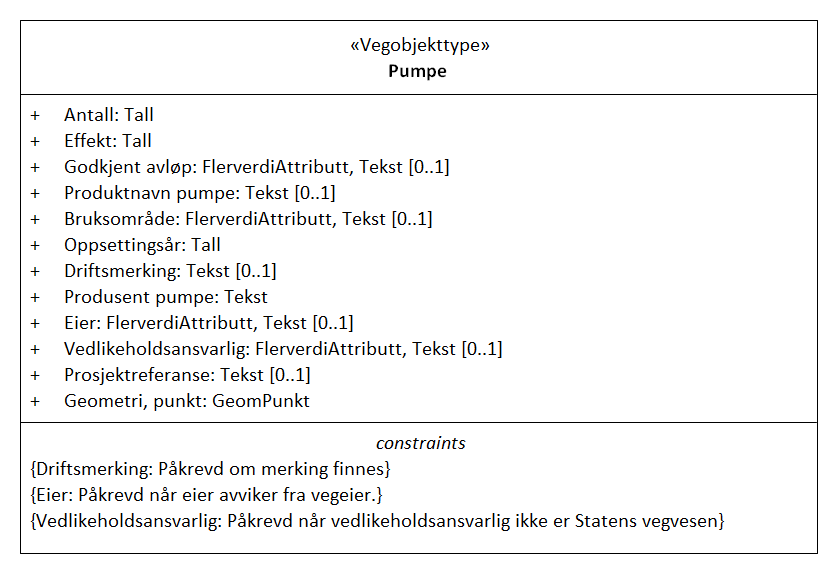 «Vegobjekttype»
Pumpe
+ Antall: Tall
+ Effekt: Tall
+ Godkjent avløp: FlerverdiAttributt, Tekst [0..1]
+ Produktnavn pumpe: Tekst [0..1]
+ Bruksområde: FlerverdiAttributt, Tekst [0..1]
+ Oppsettingsår: Tall
+ Driftsmerking: Tekst [0..1]
+ Produsent pumpe: Tekst
+ Eier: FlerverdiAttributt, Tekst [0..1]
+ Vedlikeholdsansvarlig: FlerverdiAttributt, Tekst [0..1]
+ Prosjektreferanse: Tekst [0..1]
+ Geometri, punkt: GeomPunkt
constraints
{Driftsmerking: Påkrevd om merking finnes}
{Eier: Påkrevd når eier avviker fra vegeier.}
{Vedlikeholdsansvarlig: Påkrevd når vedlikeholdsansvarlig ikke er Statens vegvesen}